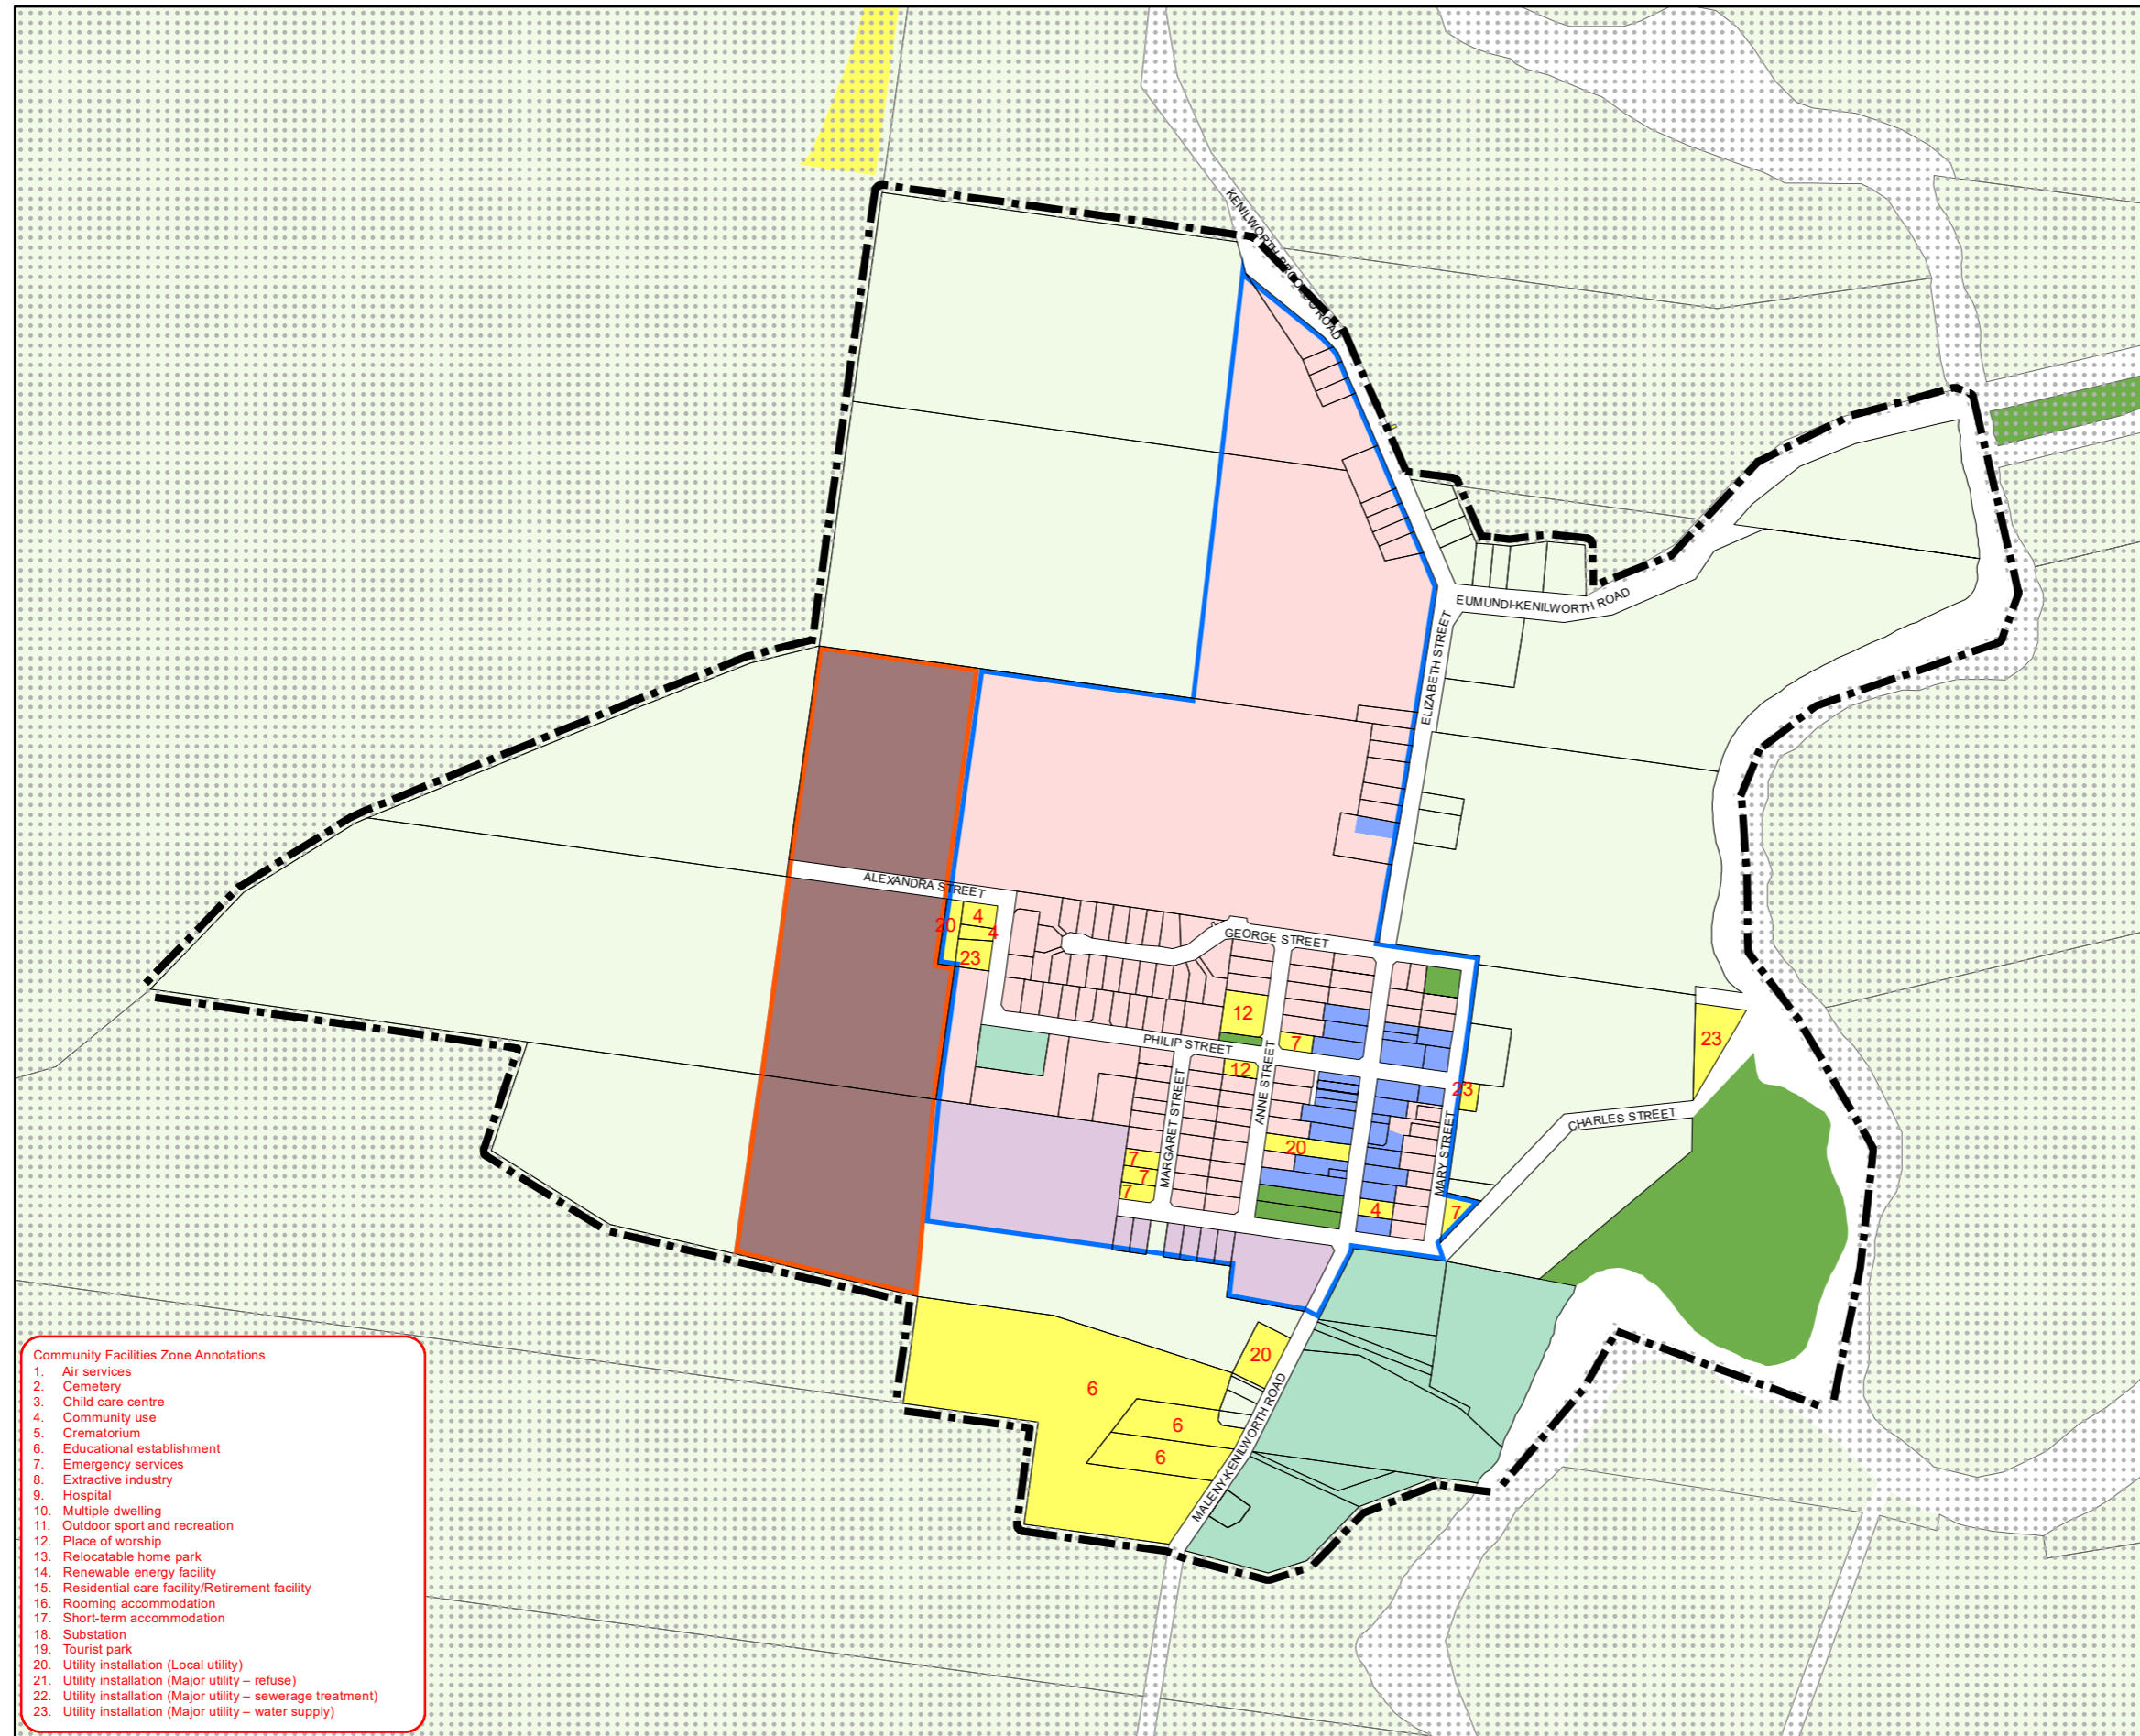 KENILWORTH BROOLOO ROAD
EUMUNDI-KENILWORTH ROAD
ELIZABETH STREET
ALEXANDRA STREET
20
4
4
23
GEORGE STREET
12
7
PHILIP STREET
12
ANNE STREET
MARGARET STREET
23
23
CHARLES STREET
MARY STREET
20
7
7
7
4
7
20
6
6
6
MALENY-KENILWORTH ROAD
Community Facilities Zone Annotations
1. Air services
2. Cemetery
3. Child care centre
4. Community use
5. Crematorium
6. Educational establishment
7. Emergency services
8. Extractive industry
9. Hospital
10. Multiple dwelling
11. Outdoor sport and recreation
12. Place of worship
13. Relocatable home park
14. Renewable energy facility
15. Residential care facility/Retirement facility
16. Rooming accommodation
17. Short-term accommodation
18. Substation
19. Tourist park
20. Utility installation (Local utility)
21. Utility installation (Major utility – refuse)
22. Utility installation (Major utility – sewerage treatment)
23. Utility installation (Major utility – water supply)